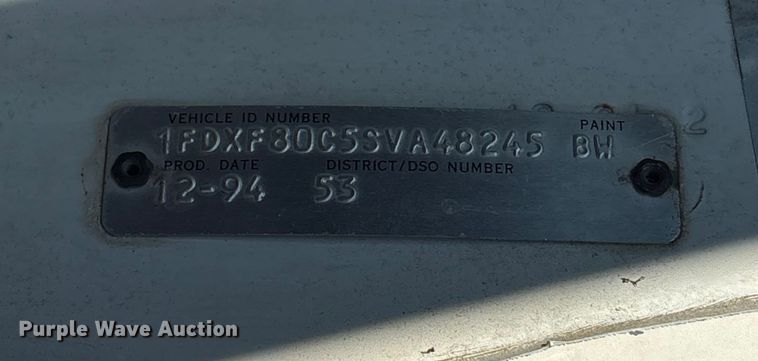 VEHICLE ID NUMBER PAINT
1FDXF80C5SVA48245 BW
PROD. DATE DISTRICT/DSO NUMBER
12-94 53
Purple Wave Auction